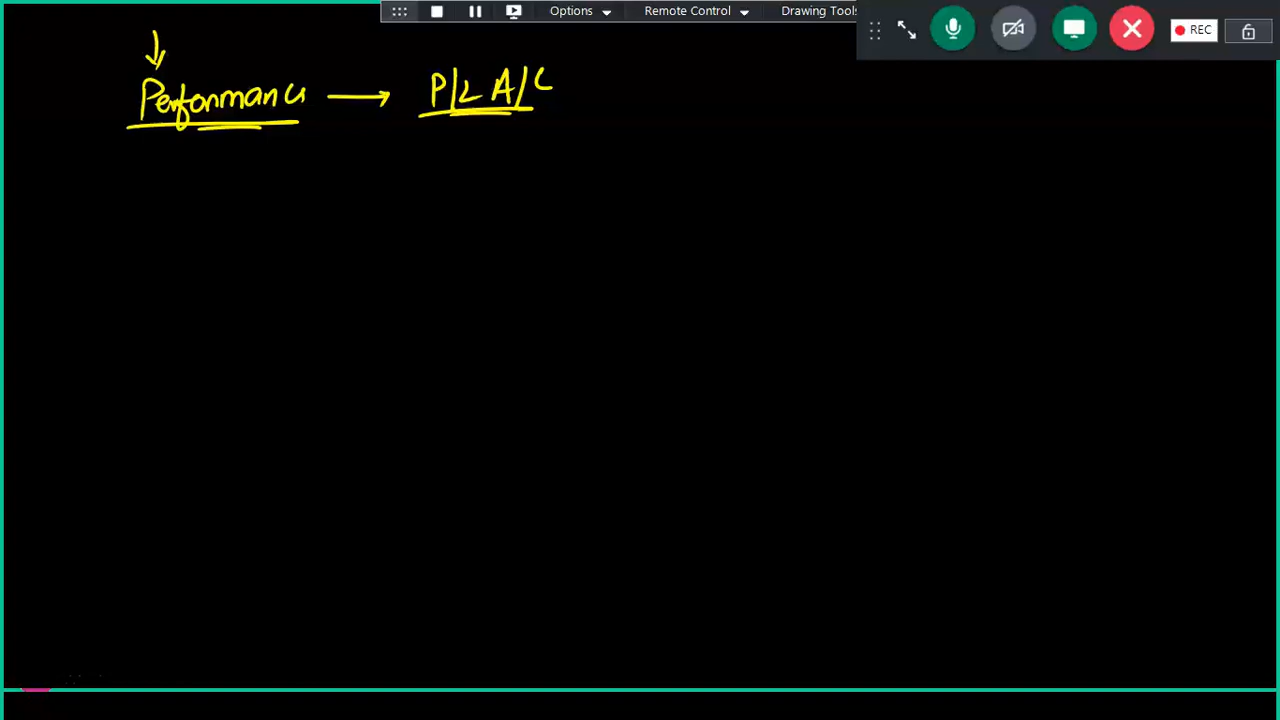 Options Remote Control Drawing Tools
REC
Performance → P/L A/C